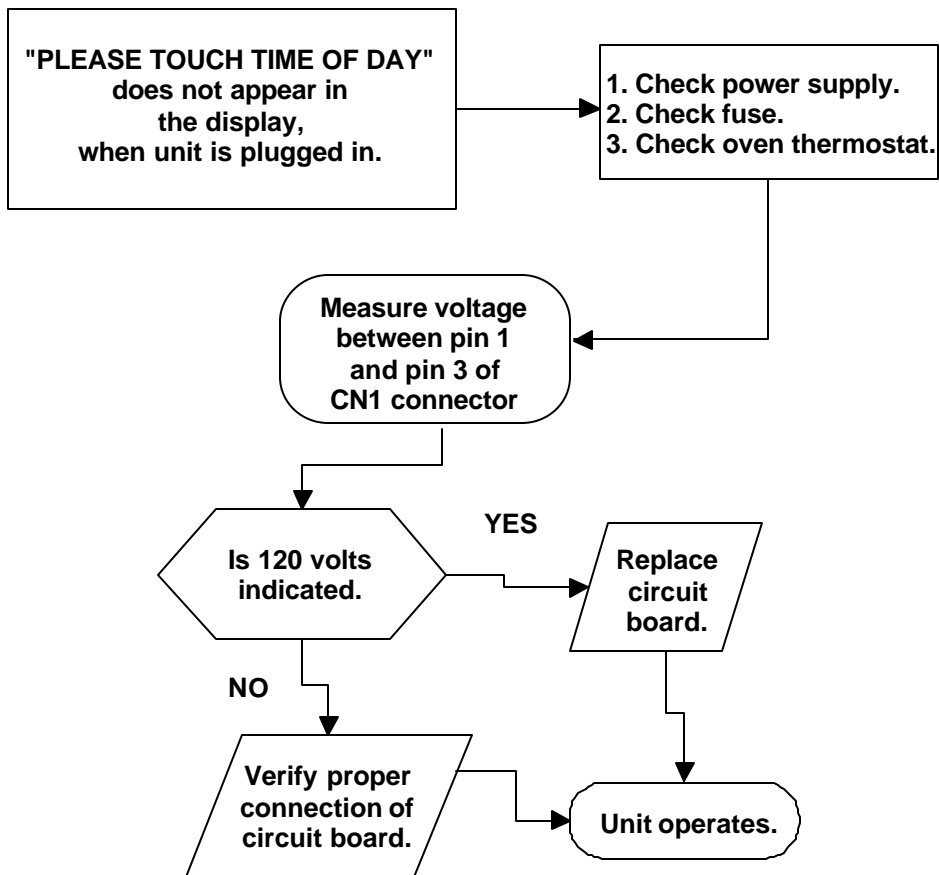 "PLEASE TOUCH TIME OF DAY"
does not appear in
the display,
when unit is plugged in.
1. Check power supply.
2. Check fuse.
3. Check oven thermostat.
Measure voltage
between pin 1
and pin 3 of
CN1 connector
Is 120 volts
indicated.
YES
Replace
circuit
board.
NO
Verify proper
connection of
circuit board.
Unit operates.